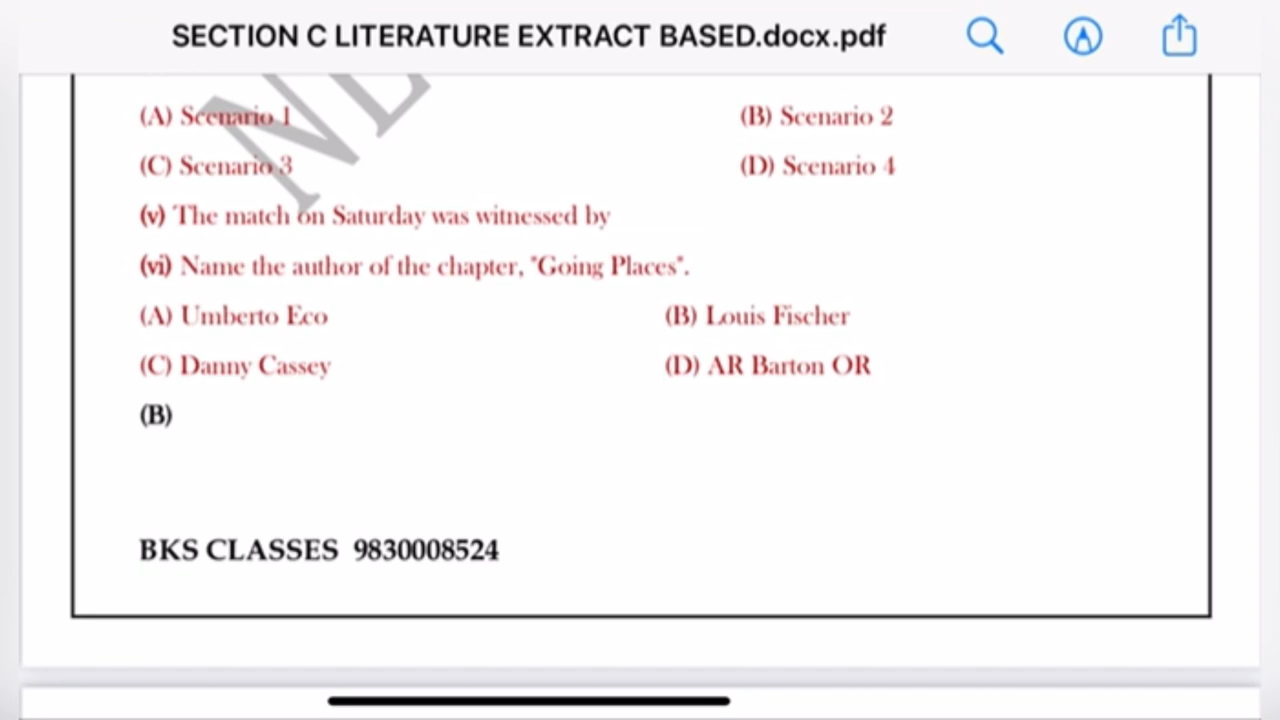 SECTION C LITERATURE EXTRACT BASED.docx.pdf
(A) Scenario 1 (B) Scenario 2
(C) Scenario 3 (D) Scenario 4
(v) The match on Saturday was witnessed by
(vi) Name the author of the chapter, "Going Places".
(A) Umberto Eco (B) Louis Fischer
(C) Danny Cassey (D) AR Barton OR
(B)
BKS CLASSES 9830008524